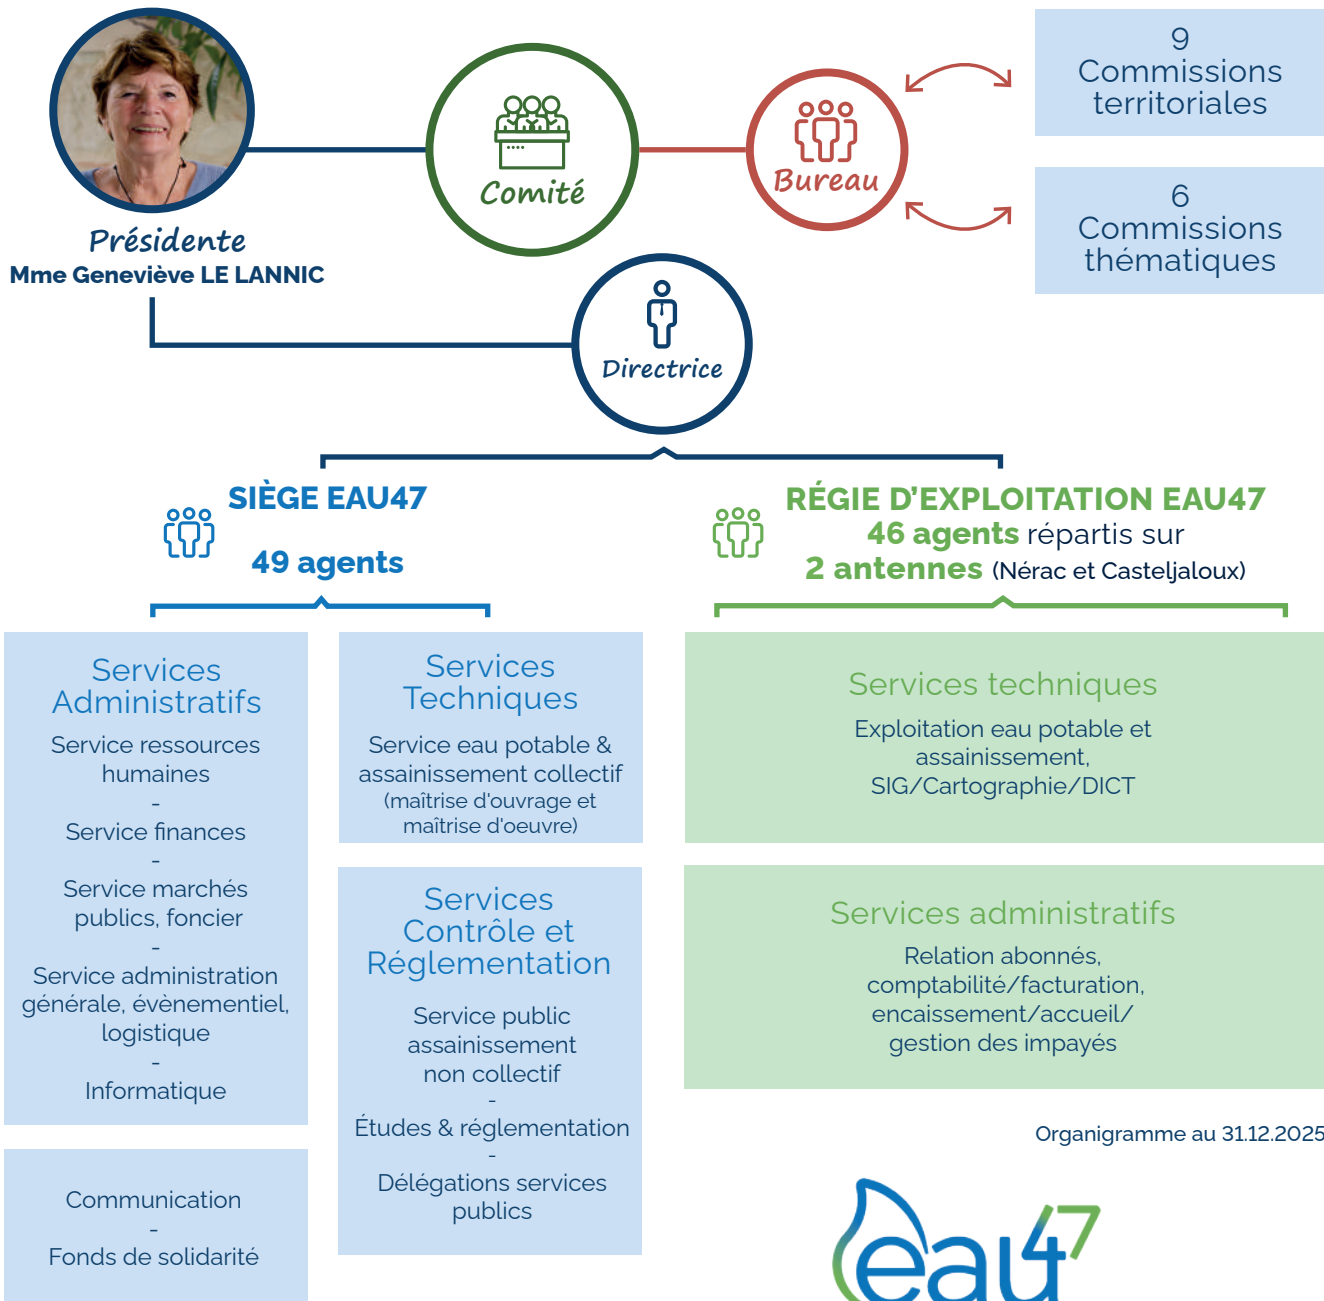 Présidente
Mme Geneviève LE LANNIC
Comité
Bureau
9
Commissions
territoriales
6
Commissions
thématiques
Directrice
SIÈGE EAU47
49 agents
RÉGIE D’EXPLOITATION EAU47
46 agents répartis sur
2 antennes (Nérac et Casteljaloux)
Services
Administratifs
Service ressources
humaines
-
Service finances
-
Service marchés
publics, foncier
-
Service administration
générale, évènementiel,
logistique
-
Informatique
Communication
-
Fonds de solidarité
Services
Techniques
Service eau potable &
assainissement collectif
(maîtrise d'ouvrage et
maîtrise d'oeuvre)
Services
Contrôle et
Réglementation
Service public
assainissement
non collectif
-
Études & réglementation
-
Délégations services
publics
Services techniques
Exploitation eau potable et
assainissement,
SIG/Cartographie/DICT
Services administratifs
Relation abonnés,
comptabilité/facturation,
encaissement/accueil/
gestion des impayés
Organigramme au 31.12.2025
eau47